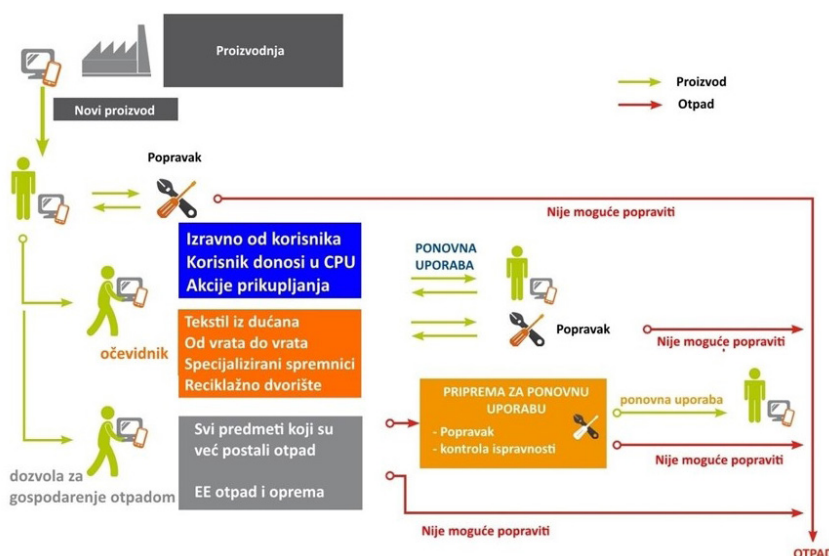 Proizvodnja
Novi proizvod
Proizvod
Otpad
Popravak
Nije moguće popraviti
Izravno od korisnika
Korisnik donosi u CPU
Akcije prikupljanja
PONOVNA
UPORABA
očevidnik
Tekstil iz dućana
Od vrata do vrata
Specijalizirani spremnici
Reciklažno dvorište
Popravak
Nije moguće popraviti
dozvola za
gospodarenje otpadom
Svi predmeti koji su
već postali otpad
EE otpad i oprema
PRIPREMA ZA PONOVNU
UPORABU
- Popravak
- kontrola ispravnosti
ponovna uporaba
Nije moguće popraviti
Nije moguće popraviti
OTPAD